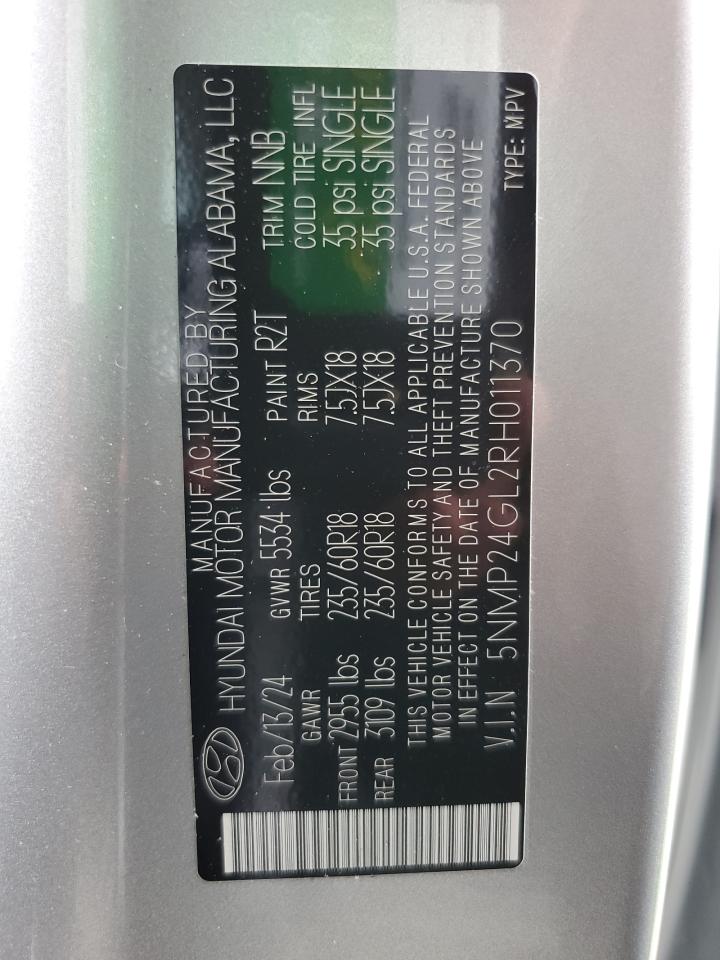 MANUFACTURED BY
HYUNDAI MOTOR MANUFACTURING ALABAMA, LLC
Feb/13/24 GVWR 5534 lbs PAINT R2T TRIM NNB
GAWR TIRES RIMS COLD TIRE INFL
FRONT 2955 lbs 235/60R18 7.5JX18 35 psi SINGLE
REAR 3109 lbs 235/60R18 7.5JX18 35 psi SINGLE
THIS VEHICLE CONFORMS TO ALL APPLICABLE U.S.A. FEDERAL
MOTOR VEHICLE SAFETY AND THEFT PREVENTION STANDARDS
IN EFFECT ON THE DATE OF MANUFACTURE SHOWN ABOVE
V.I.N 5NMP24GL2RH011370 TYPE: MPV